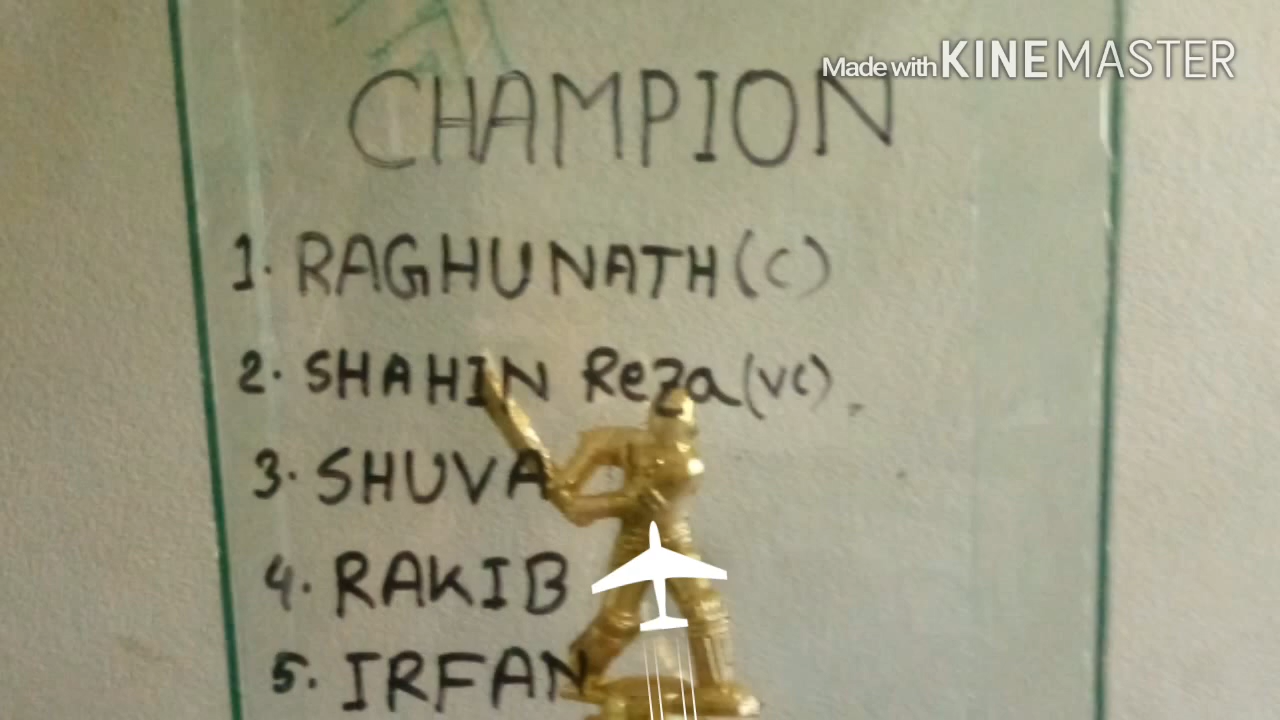 Made with KINEMASTER
CHAMPION
1. RAGHUNATH (C)
2. SHAHIN Reza (VC).
3. SHUVA
4. RAKIB
5. IRFAN